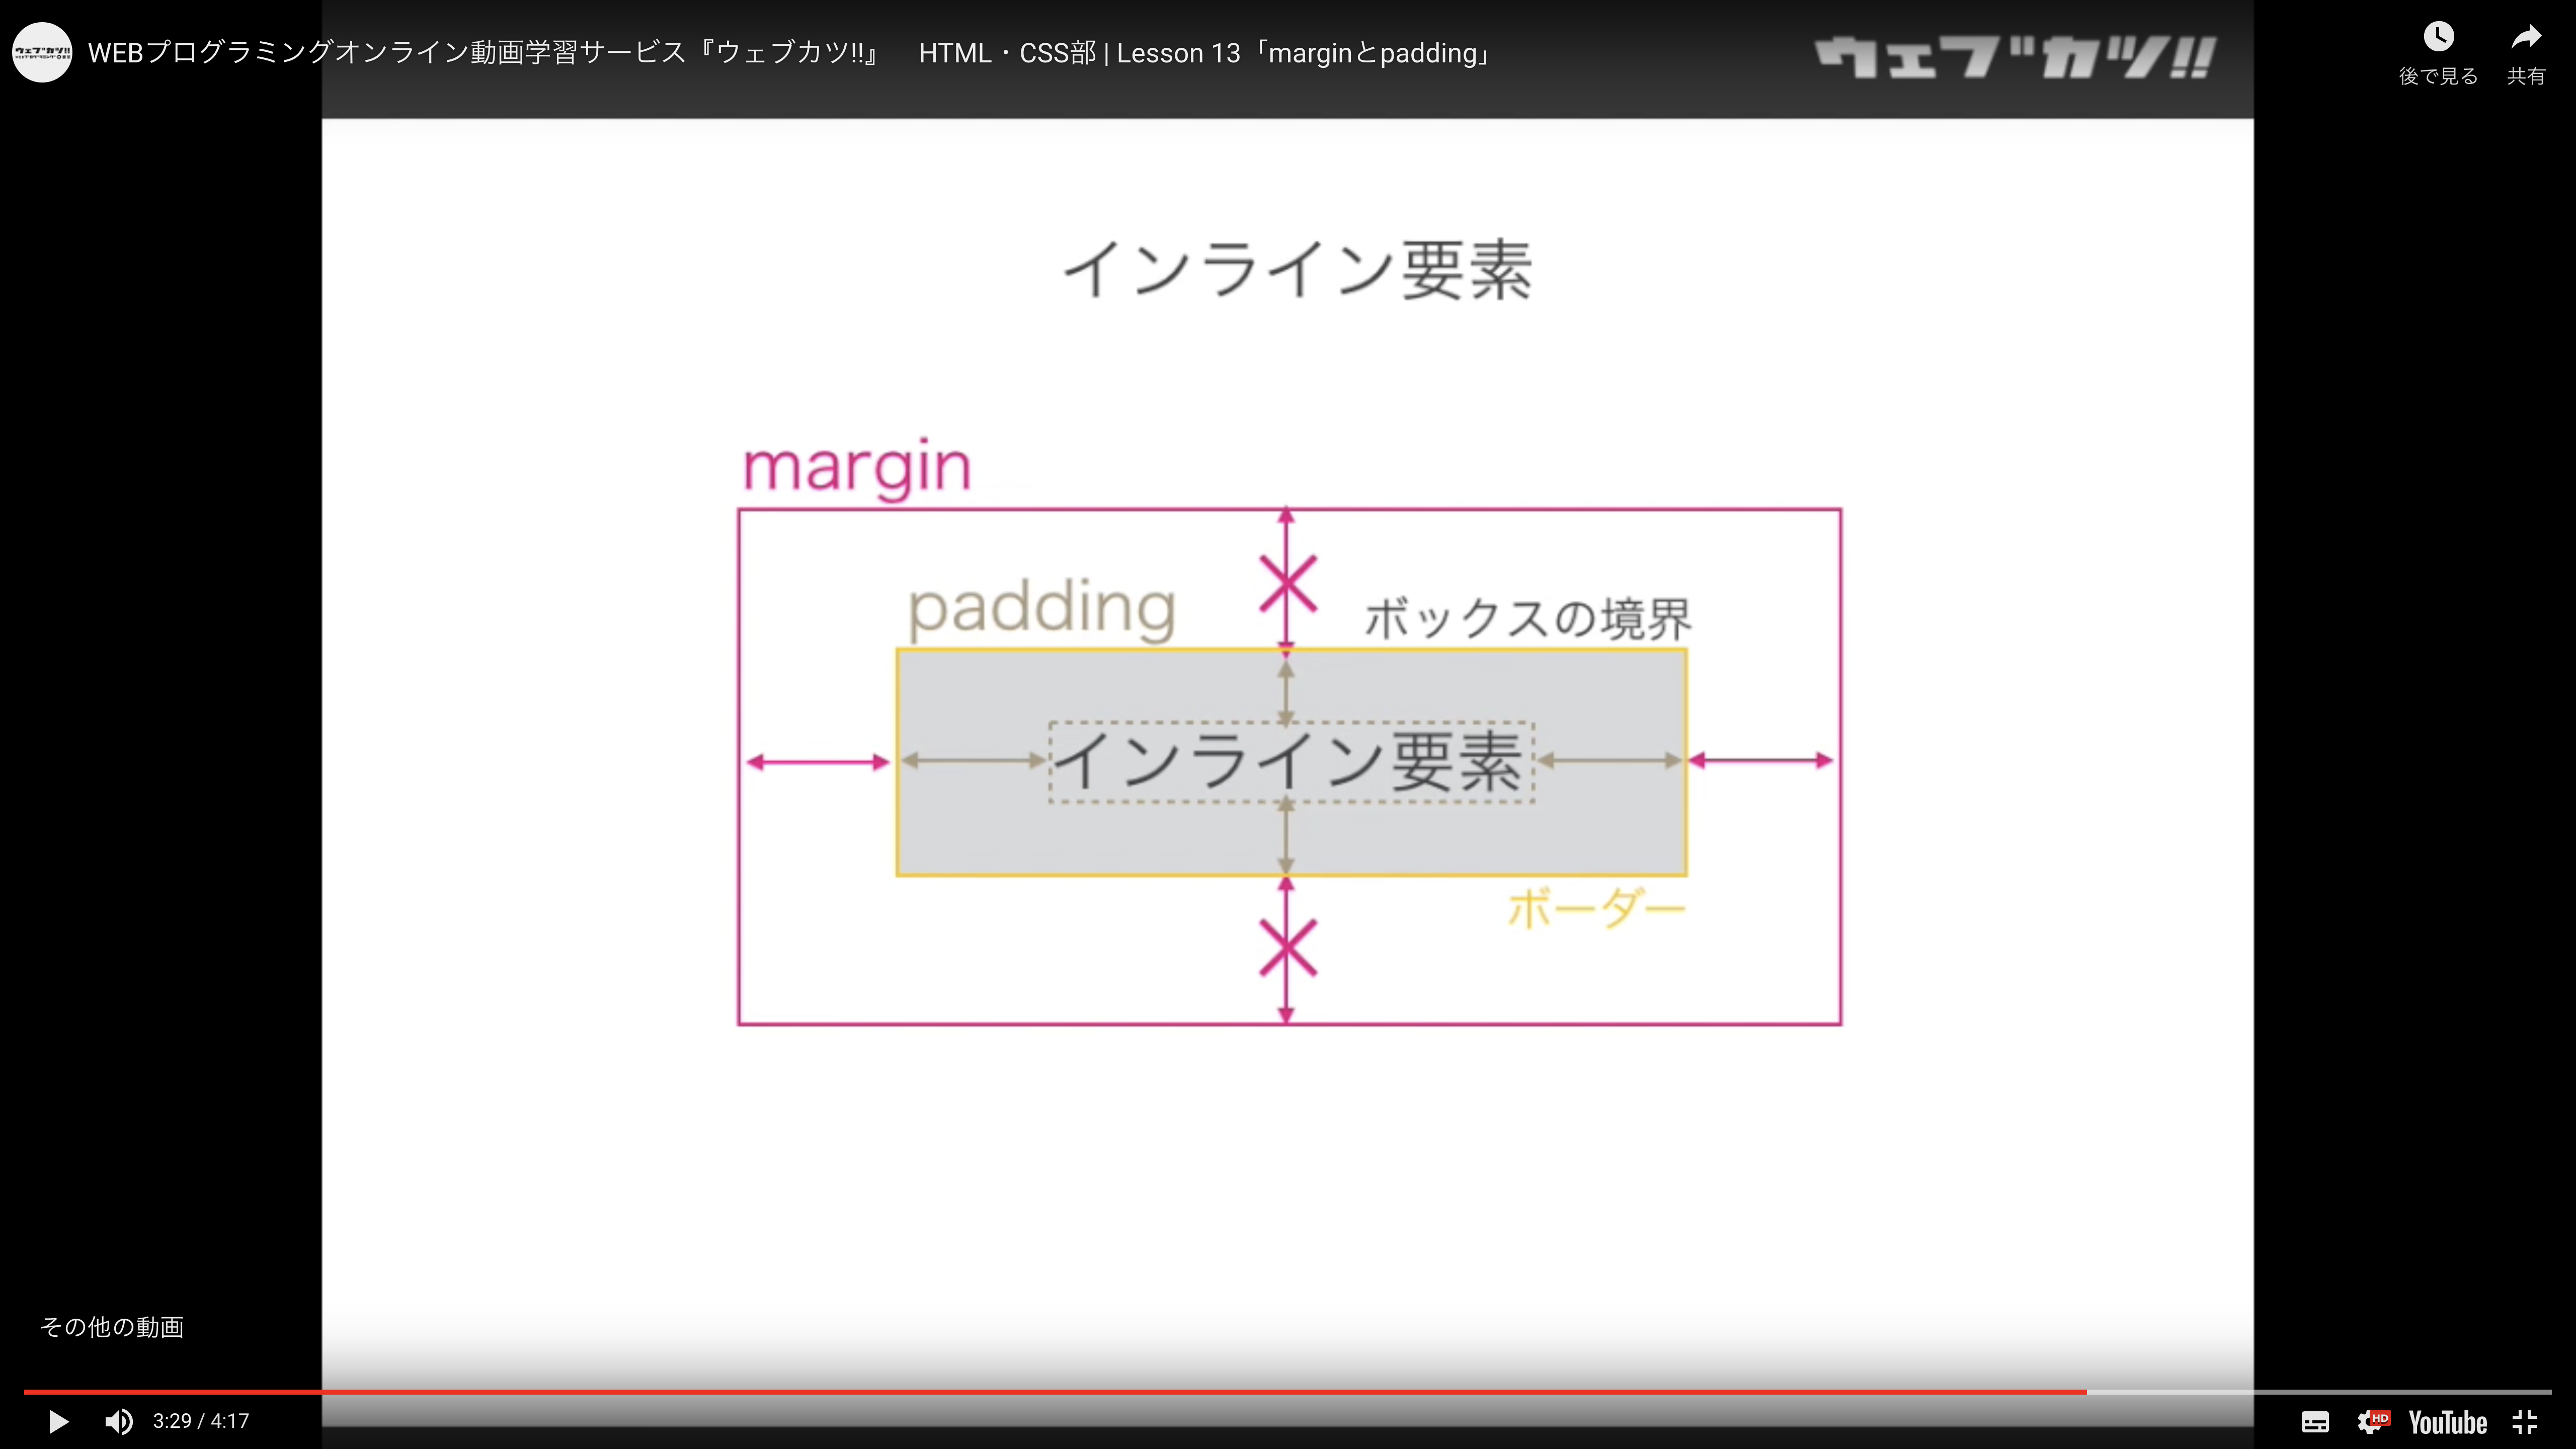 WEBプログラミングオンライン動画学習サービス『ウェブカツ!!』　HTML・CSS部 | Lesson 13「marginとpadding」
ウェブカツ!!
後で見る
共有
インライン要素
margin
padding
ボックスの境界
インライン要素
ボーダー
その他の動画
3:29 / 4:17
HD
YouTube